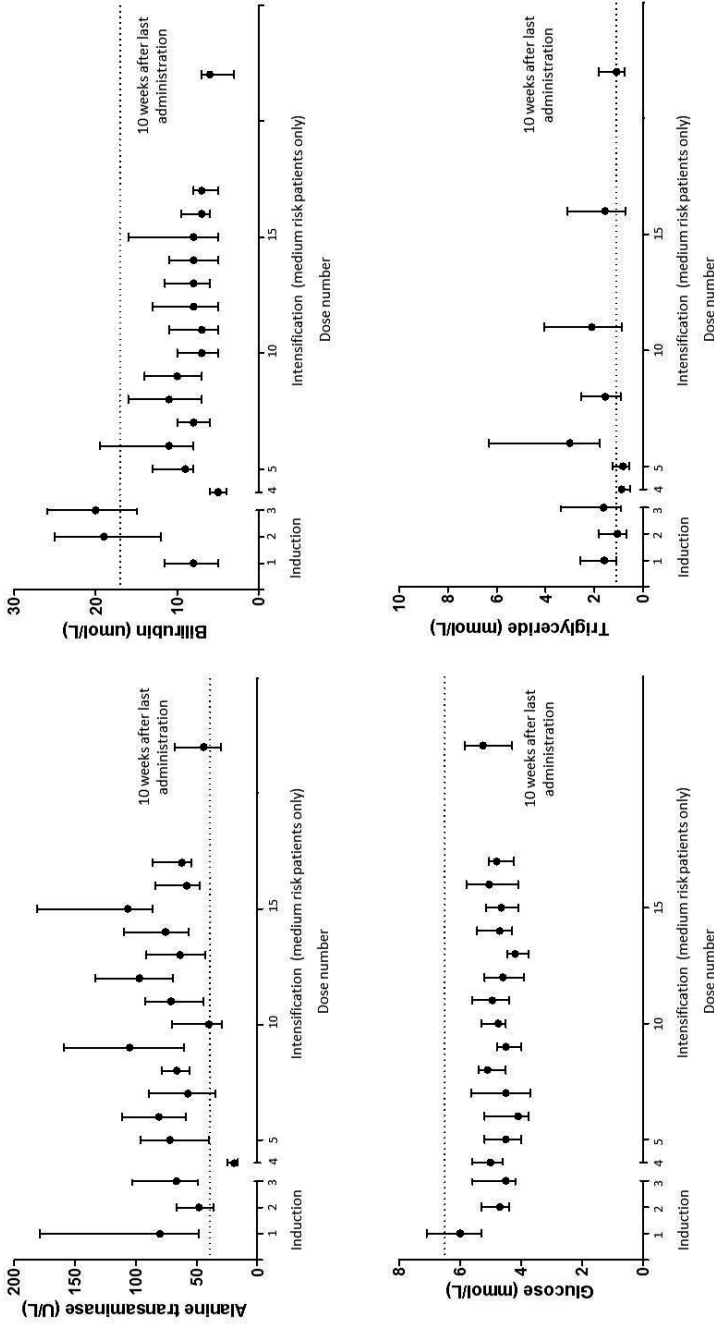 Alanine transaminase (U/L)
200
150
100
50
0
1
2
3
4
5
10
15
Induction
Intensification (medium risk patients only)
Dose number
10 weeks after last
administration
Bilirubin (umol/L)
30
20
10
0
1
2
3
4
5
10
15
Induction
Intensification (medium risk patients only)
Dose number
10 weeks after last
administration
Glucose (mmol/L)
8
6
4
2
0
1
2
3
4
5
10
15
Induction
Intensification (medium risk patients only)
Dose number
10 weeks after last
administration
Triglyceride (mmol/L)
10
8
6
4
2
0
1
2
3
4
5
10
15
Induction
Intensification (medium risk patients only)
Dose number
10 weeks after last
administration